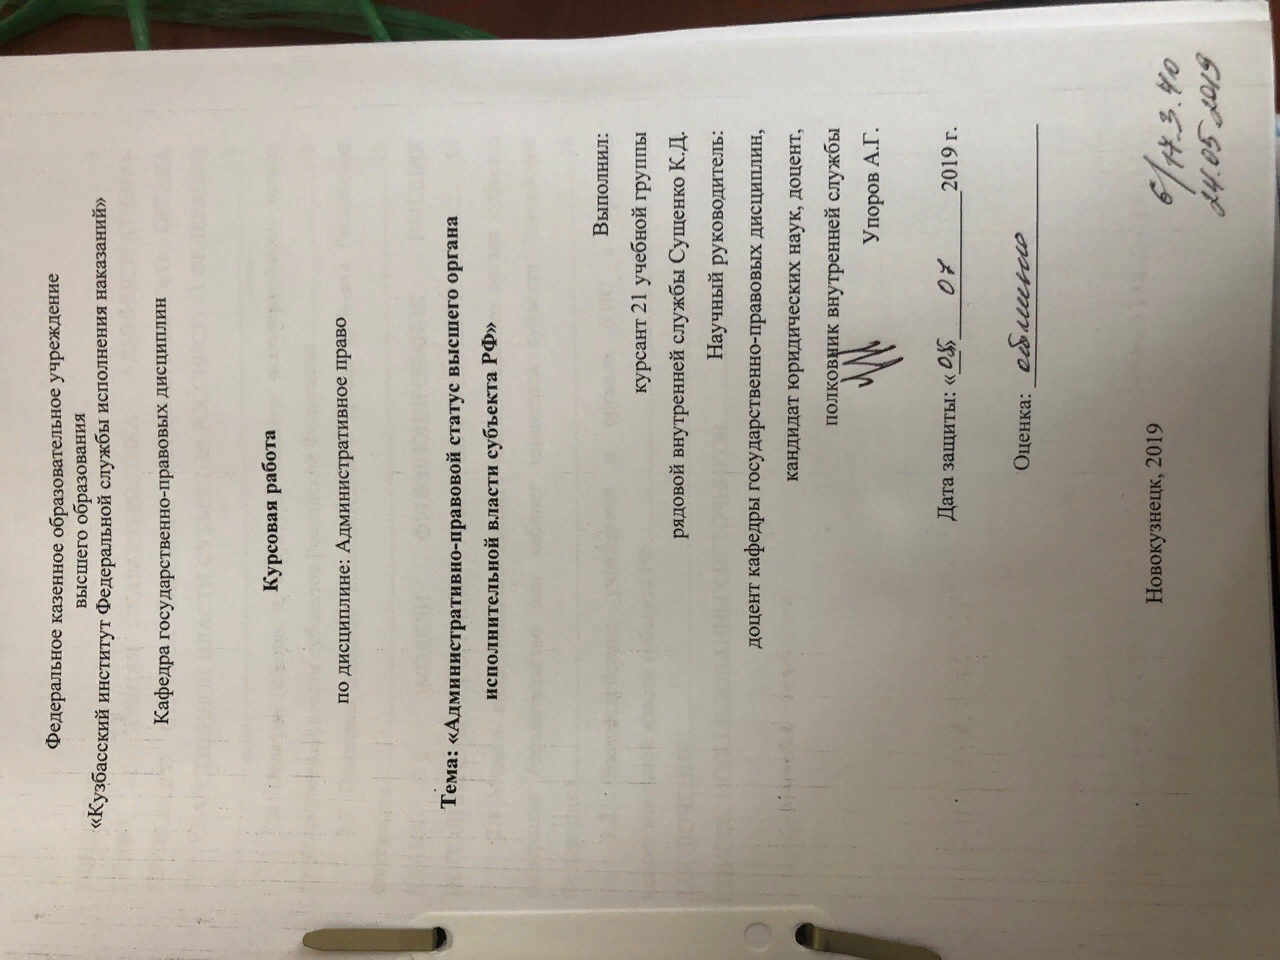 Федеральное казенное образовательное учреждение
высшего образования
«Кузбасский институт Федеральной службы исполнения наказаний»
Кафедра государственно-правовых дисциплин
Курсовая работа
по дисциплине: Административное право
Тема: «Административно-правовой статус высшего органа
исполнительной власти субъекта РФ»
Выполнил:
курсант 21 учебной группы
рядовой внутренней службы Сущенко К.Д.
Научный руководитель:
доцент кафедры государственно-правовых дисциплин,
кандидат юридических наук, доцент,
полковник внутренней службы
Упоров А.Г.
Дата защиты: «05» 07 2019 г.
Оценка: отлично
Новокузнецк, 2019
6/17.3.40
24.05.2019